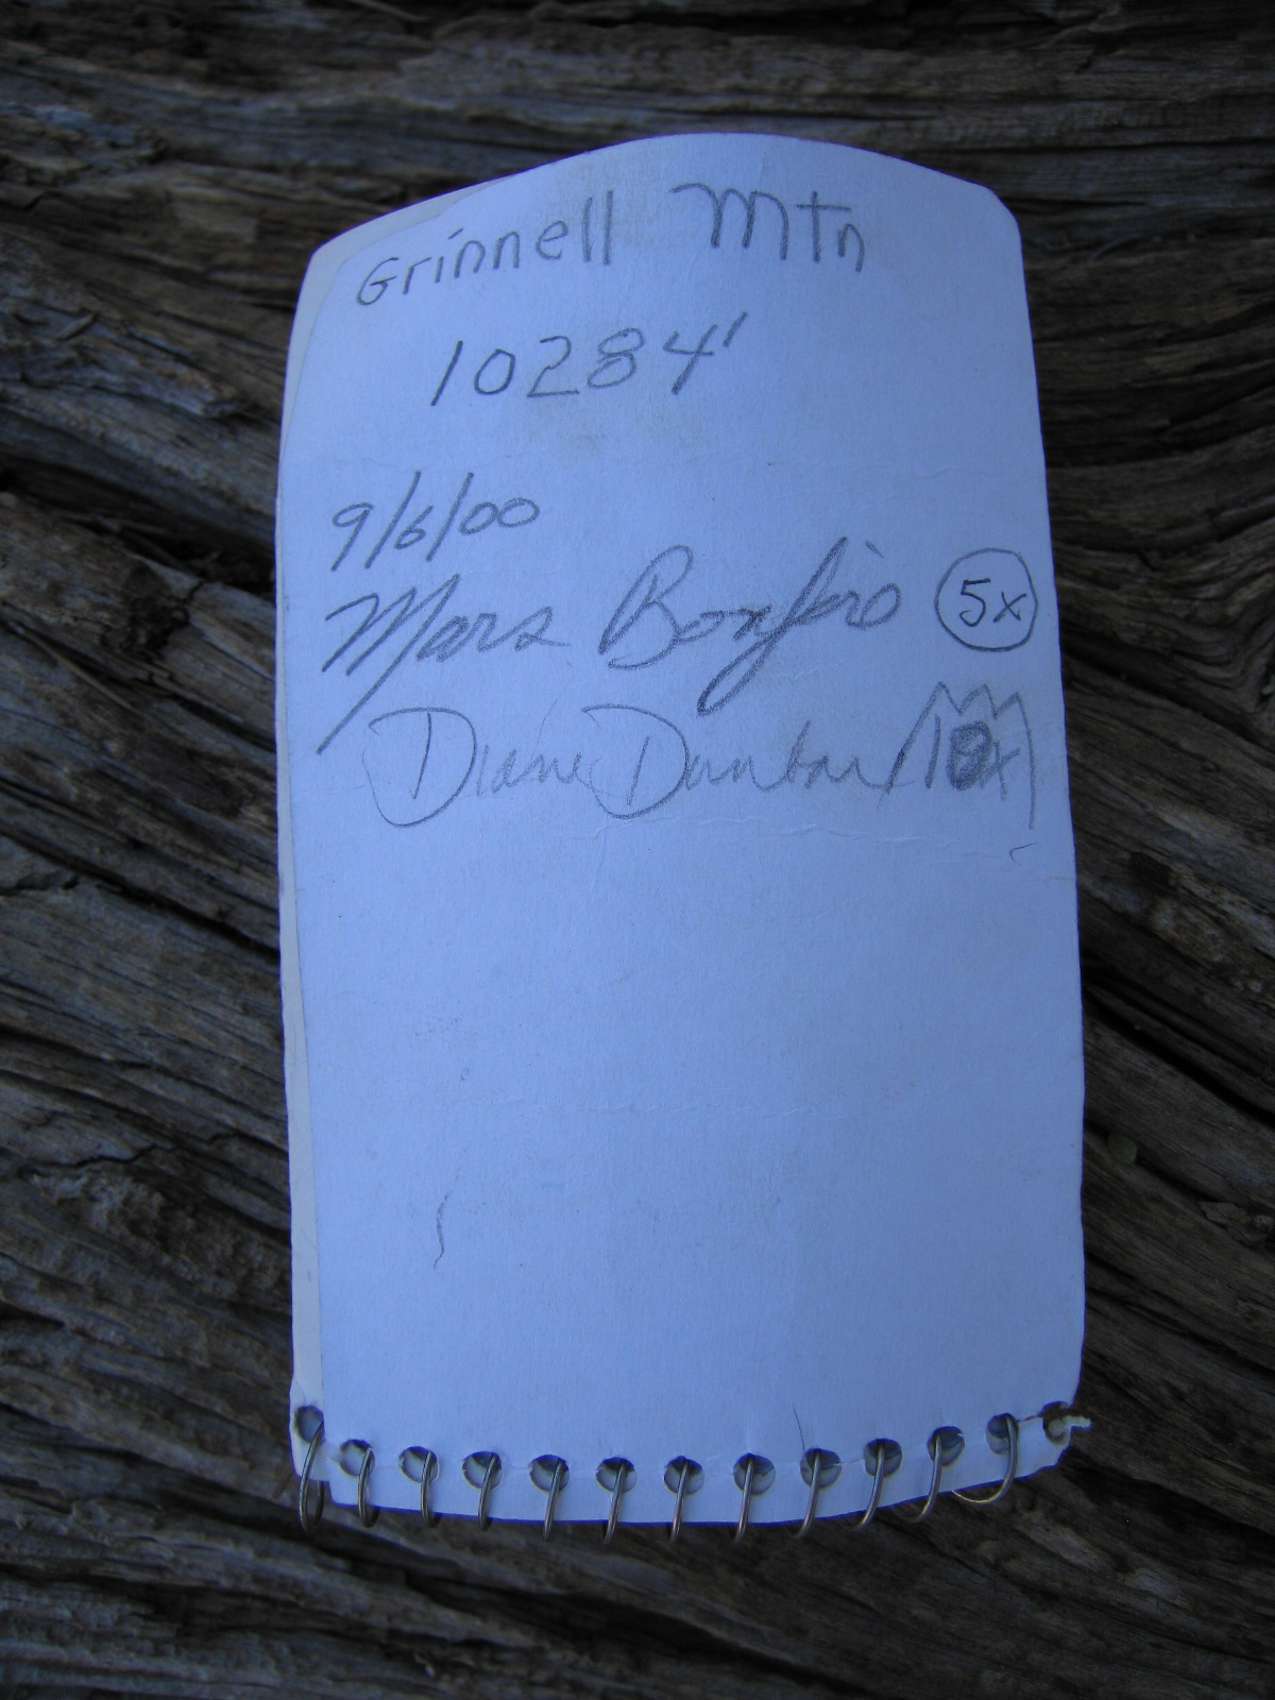 Grinnell Mtn
10284'
9/6/00
Mars Bonfire 5x
Diane Dunbar 10x